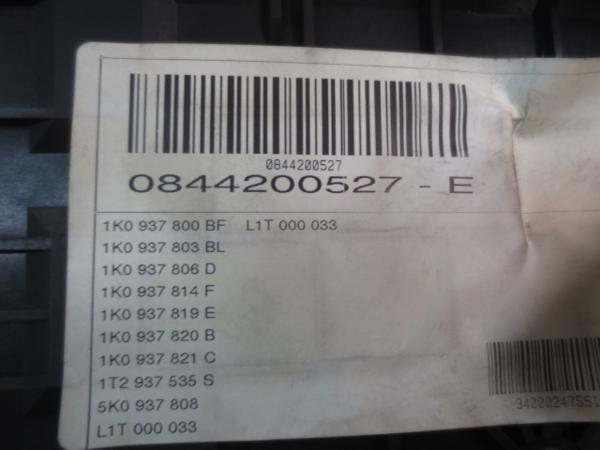 0844200527
0844200527 - E
1K0 937 800 BF L1T 000 033
1K0 937 803 BL
1K0 937 806 D
1K0 937 814 F
1K0 937 819 E
1K0 937 820 B
1K0 937 821 C
1T2 937 535 S
5K0 937 808
L1T 000 033